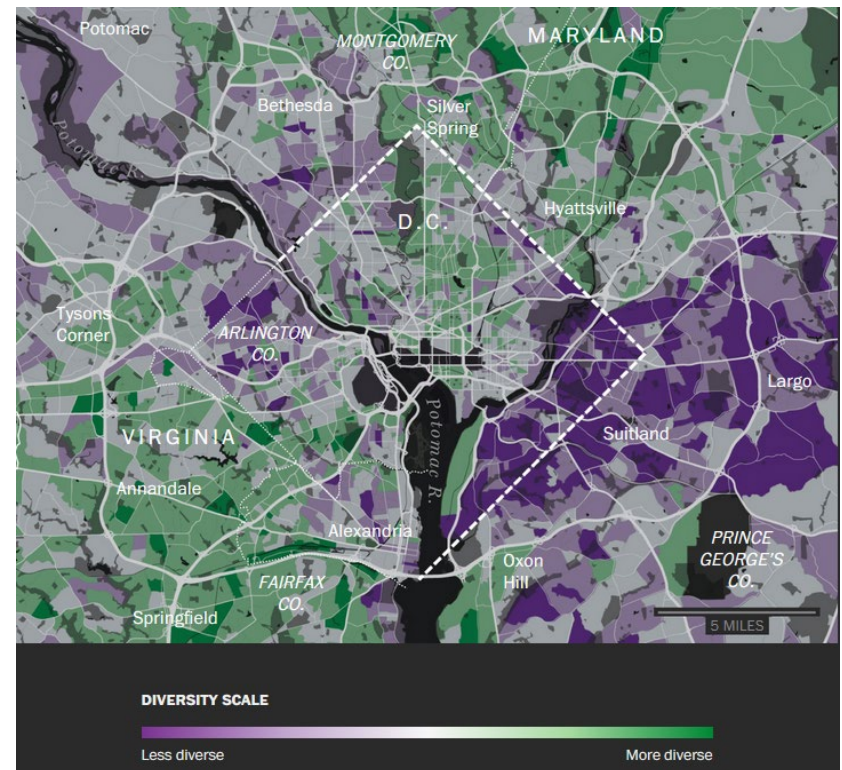 Potomac
MONTGOMERY
CO.
MARYLAND
Bethesda
Silver
Spring
Potomac R.
D.C.
Hyattsville
Tysons
Corner
ARLINGTON
CO.
Largo
Potomac R.
VIRGINIA
Suitland
Annandale
Alexandria
PRINCE
GEORGE'S
CO.
Oxon
Hill
FAIRFAX
CO.
Springfield
5 MILES
DIVERSITY SCALE
Less diverse
More diverse